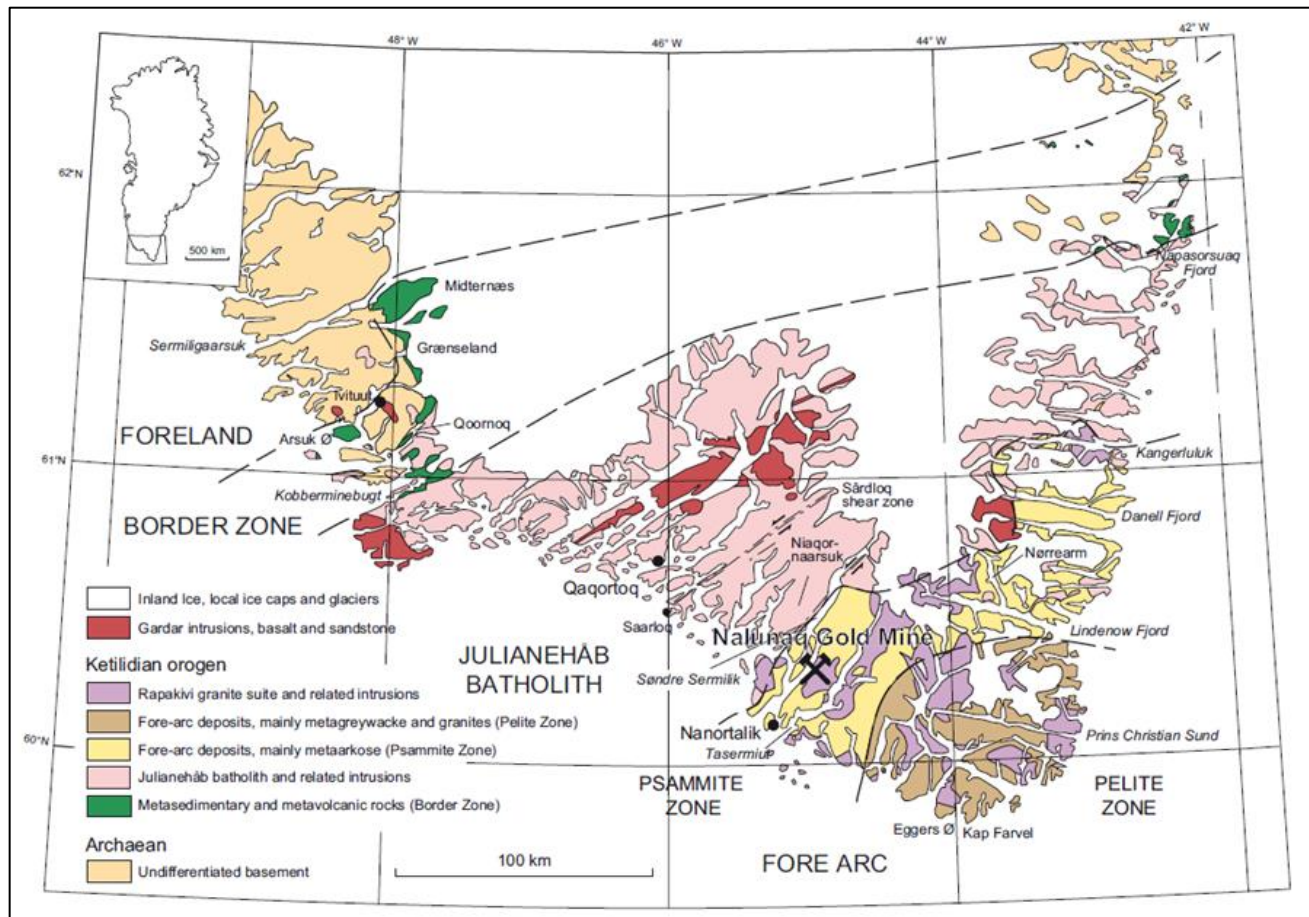 48° W
46° W
44° W
42° W
62°N
500 km
Midternæs
Napasorsuaq
Fjord
Sermiligaarsuk
Grænseland
Ivituut
FORELAND
Arsuk Ø
Qoornoq
Kangerluluk
61°N
Kobberminebugt
Sârdloq
shear zone
BORDER ZONE
Danell Fjord
Niaqor-
naarsuk
Nørrearm
Qaqortoq
Inland Ice, local ice caps and glaciers
Gardar intrusions, basalt and sandstone
Saarloq
Nalunaq Gold Mine
Lindenow Fjord
Ketilidian orogen
JULIANEHÅB
BATHOLITH
Søndre Sermilik
Rapakivi granite suite and related intrusions
Fore-arc deposits, mainly metagreywacke and granites (Pelite Zone)
Nanortalik
Prins Christian Sund
60°N
Fore-arc deposits, mainly metaarkose (Psammite Zone)
Tasermiut
Julianehåb batholith and related intrusions
PSAMMITE
ZONE
PELITE
ZONE
Metasedimentary and metavolcanic rocks (Border Zone)
Eggers Ø
Kap Farvel
Archaean
100 km
FORE ARC
Undifferentiated basement